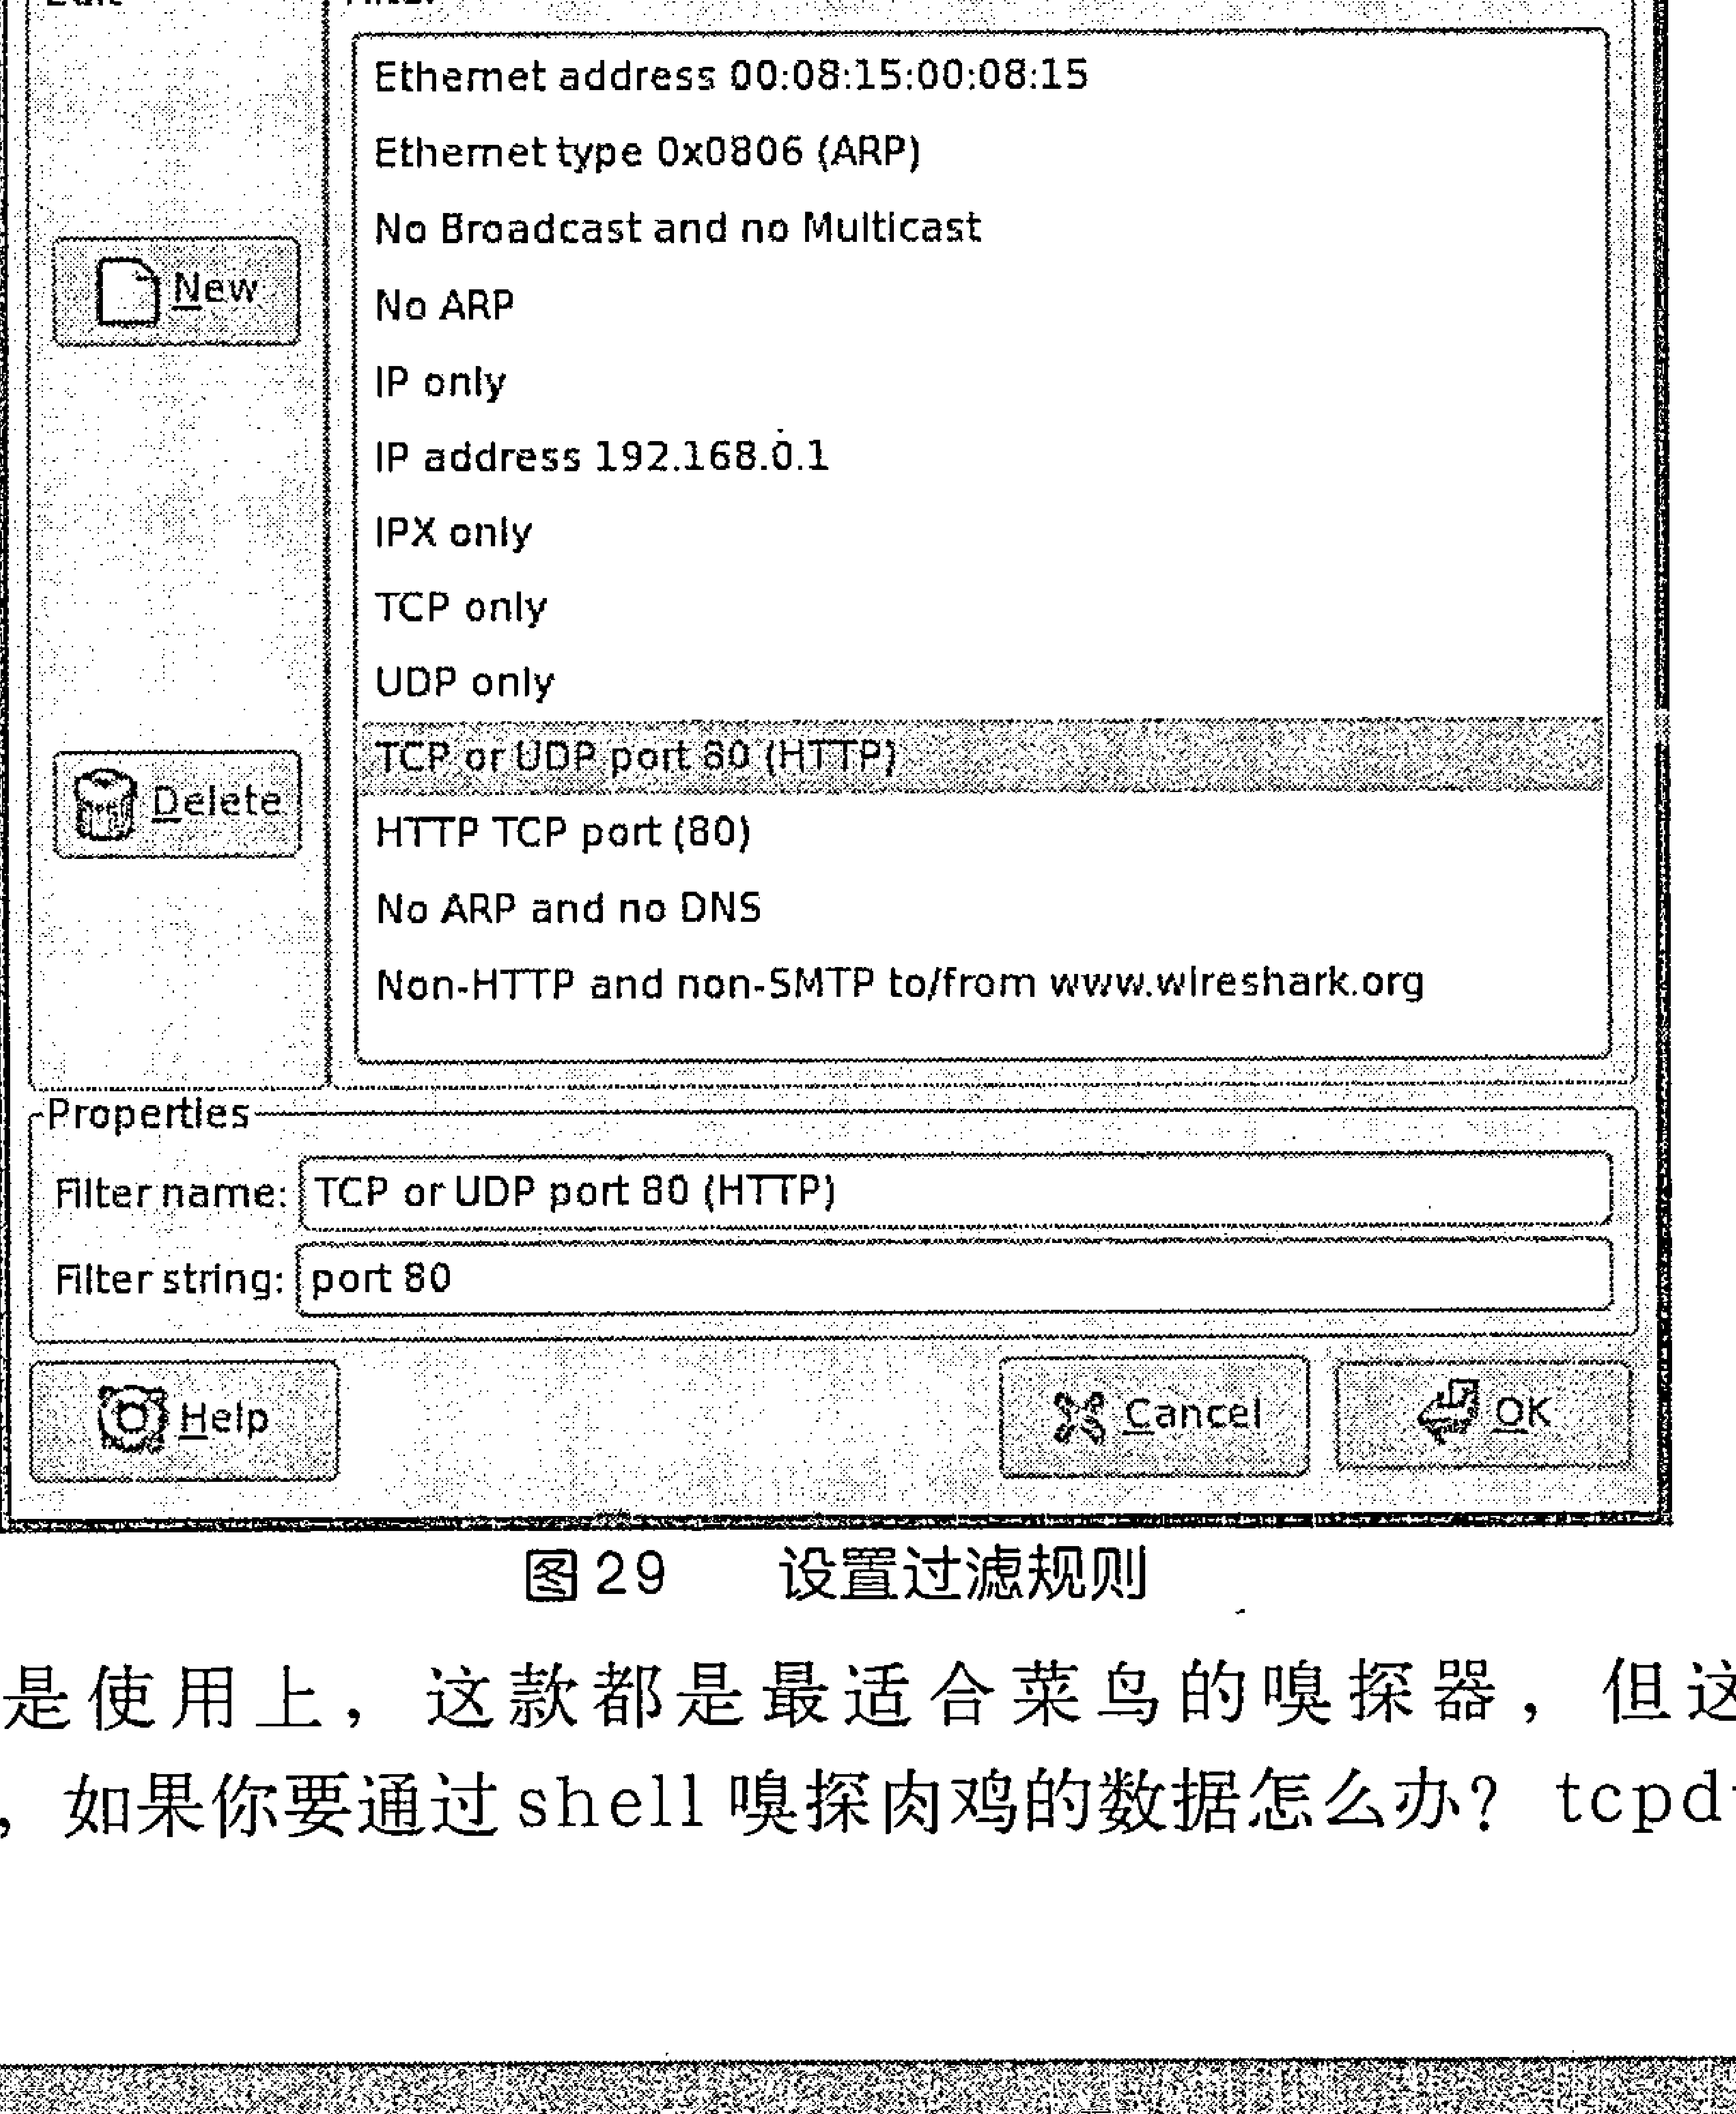 Ethernet address 00:08:15:00:08:15
Ethernet type 0x0806 (ARP)
No Broadcast and no Multicast
New
No ARP
IP only
IP address 192.168.0.1
IPX only
TCP only
UDP only
TCP or UDP port 80 (HTTP)
Delete
HTTP TCP port (80)
No ARP and no DNS
Non-HTTP and non-SMTP to/from www.wireshark.org
Properties
Filter name: TCP or UDP port 80 (HTTP)
Filter string: port 80
Help
Cancel
OK
图29 设置过滤规则
是使用上，这款都是最适合菜鸟的嗅探器，但这
，如果你要通过shell嗅探肉鸡的数据怎么办？tcpd